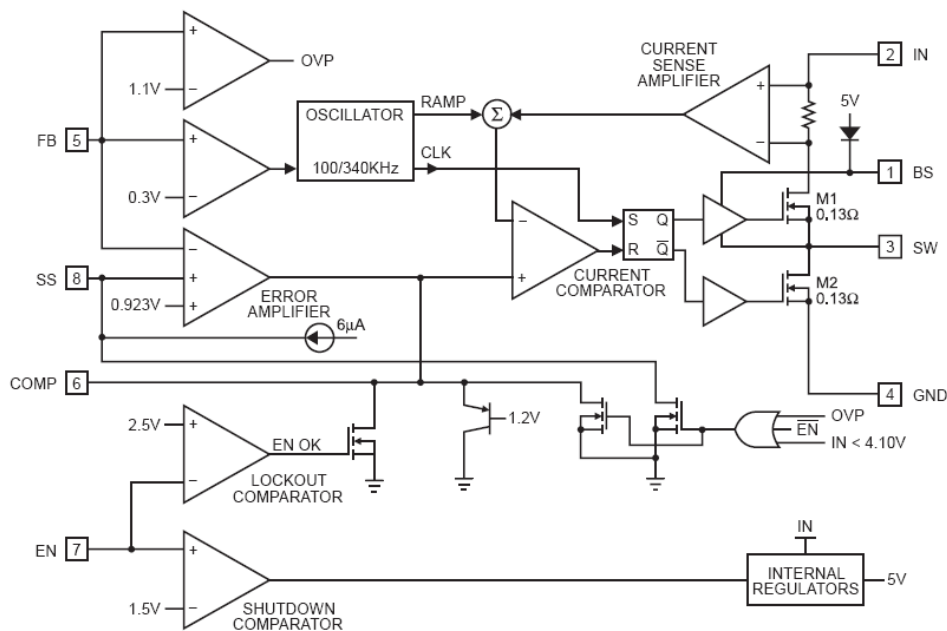 +
OVP
1.1V
−
CURRENT
SENSE
AMPLIFIER
2 IN
+
−
5V
FB 5
+
0.3V
−
OSCILLATOR
100/340KHz
RAMP
CLK
Σ
1 BS
M1
0.13Ω
3 SW
M2
0.13Ω
4 GND
S Q
R Q̅
−
+
CURRENT
COMPARATOR
SS 8
−
+
0.923V
+
ERROR
AMPLIFIER
6µA
COMP 6
2.5V
+
−
EN OK
LOCKOUT
COMPARATOR
1.2V
OVP
E̅N̅
IN < 4.10V
EN 7
+
1.5V
−
SHUTDOWN
COMPARATOR
IN
INTERNAL
REGULATORS
5V